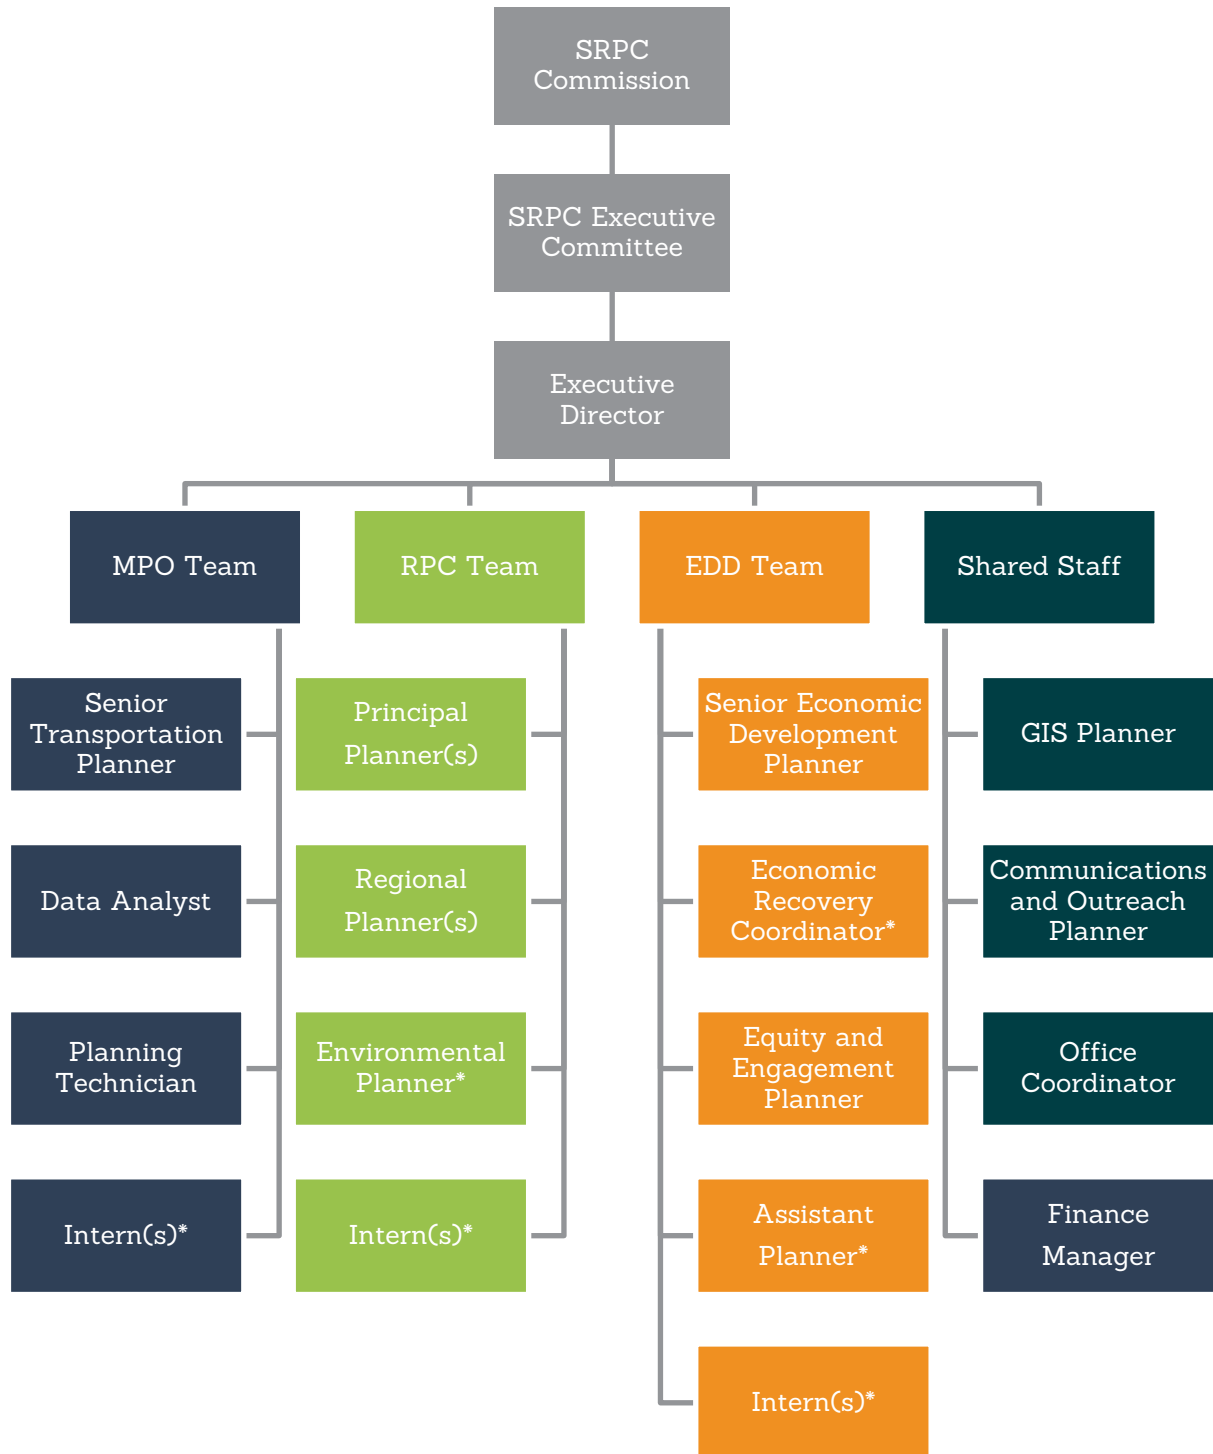 SRPC
Commission
SRPC Executive
Committee
Executive
Director
MPO Team
RPC Team
EDD Team
Shared Staff
Senior
Transportation
Planner
Data Analyst
Planning
Technician
Intern(s)*
Principal
Planner(s)
Regional
Planner(s)
Environmental
Planner*
Intern(s)*
Senior Economic
Development
Planner
Economic
Recovery
Coordinator*
Equity and
Engagement
Planner
Assistant
Planner*
Intern(s)*
GIS Planner
Communications
and Outreach
Planner
Office
Coordinator
Finance
Manager